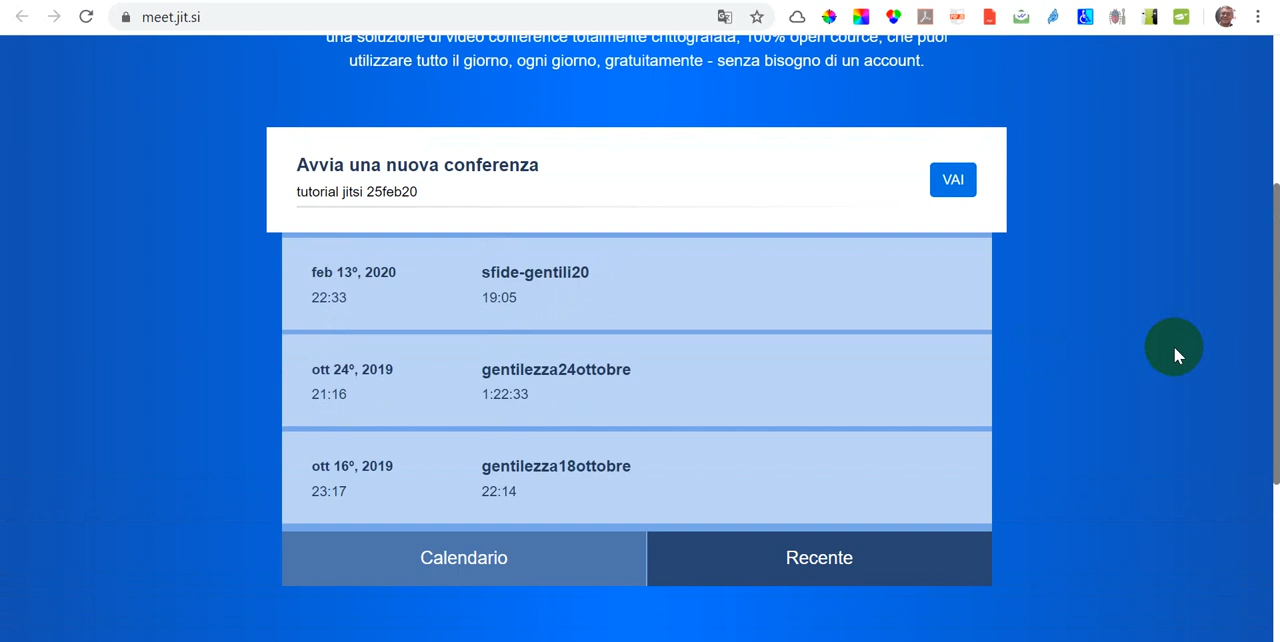 meet.jit.si
una soluzione di video conference totalmente crittografata, 100% open cource, che puoi
utilizzare tutto il giorno, ogni giorno, gratuitamente - senza bisogno di un account.
Avvia una nuova conferenza
tutorial jitsi 25feb20
VAI
feb 13º, 2020
sfide-gentili20
22:33
19:05
ott 24º, 2019
gentilezza24ottobre
21:16
1:22:33
ott 16º, 2019
gentilezza18ottobre
23:17
22:14
Calendario
Recente